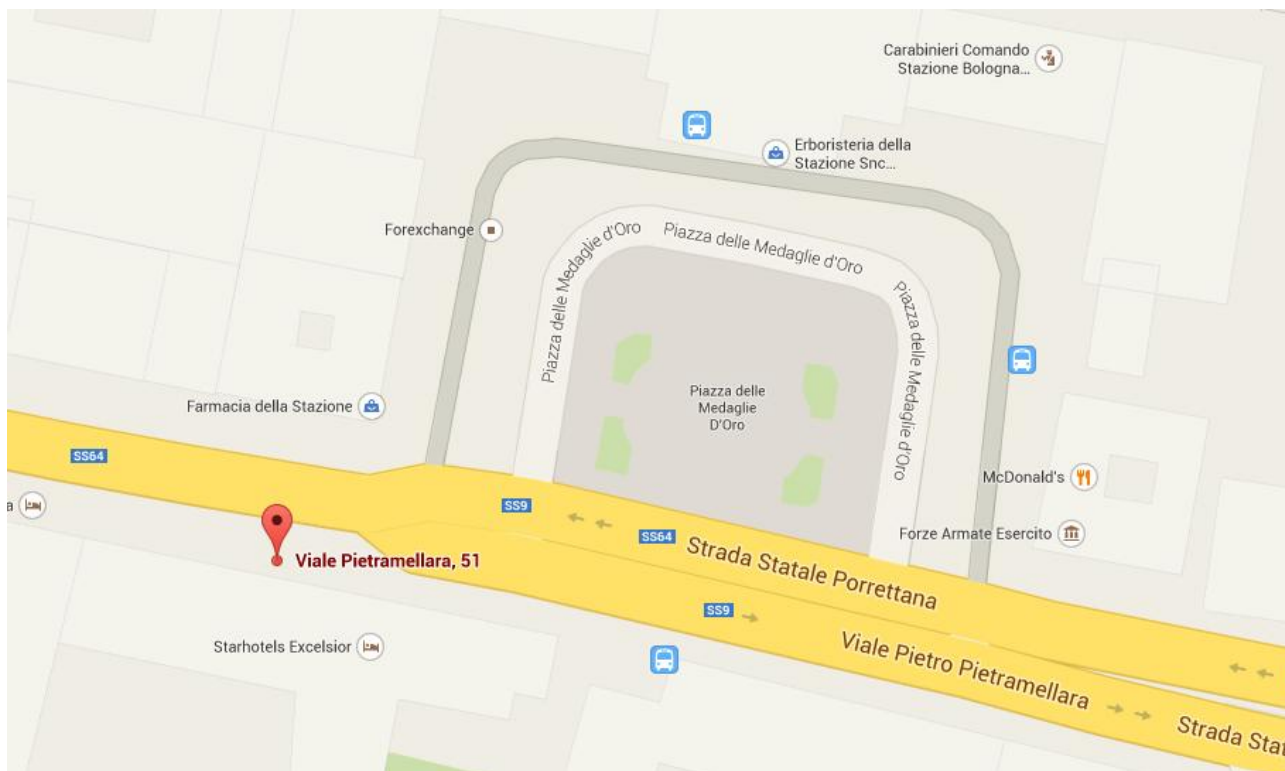 Carabinieri Comando
Stazione Bologna...
Erboristeria della
Stazione Snc...
Forexchange
Piazza delle Medaglie d'Oro
Piazza delle Medaglie d'Oro
Piazza delle Medaglie d'Oro
Piazza delle
Medaglie
D'Oro
Farmacia della Stazione
SS64
McDonald's
a
SS9
SS64
Strada Statale Porrettana
Forze Armate Esercito
Viale Pietramellara, 51
SS9
Viale Pietro Pietramellara
Starhotels Excelsior
Strada Stat